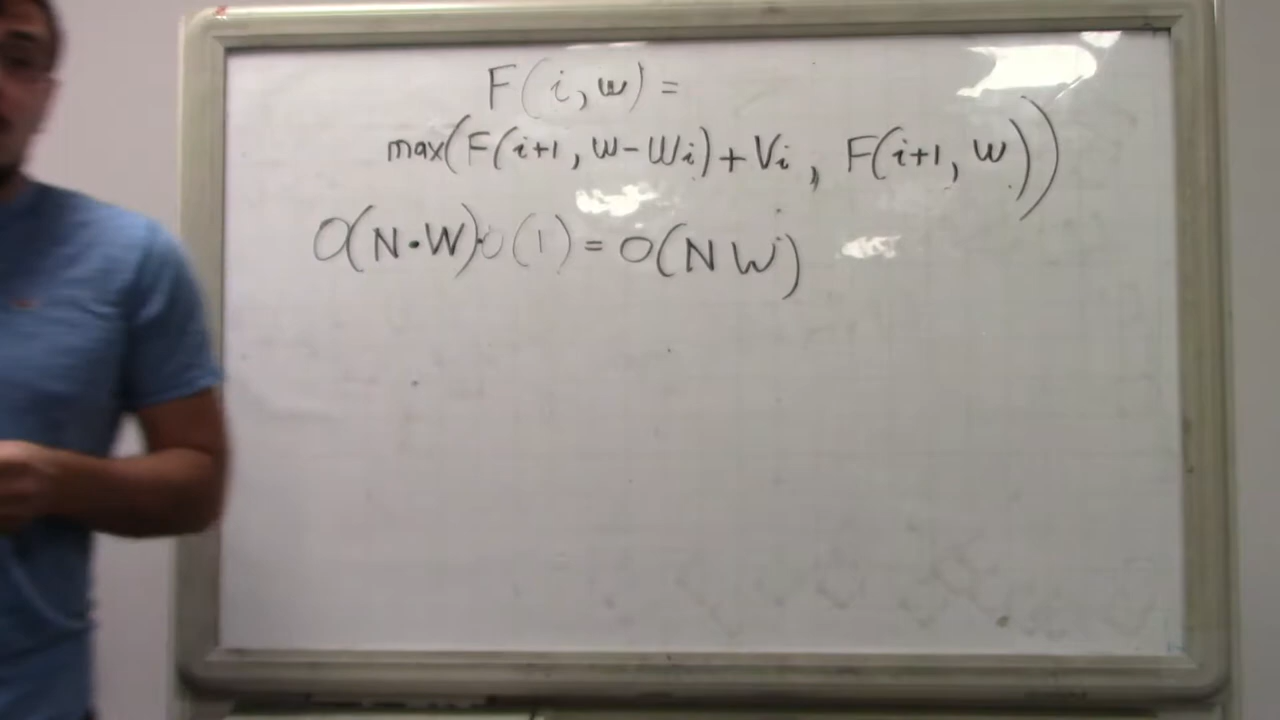 F(i, w) =
max(F(i+1, w-Wi)+Vi, F(i+1, w))
O(N•W)·O(1) = O(NW)